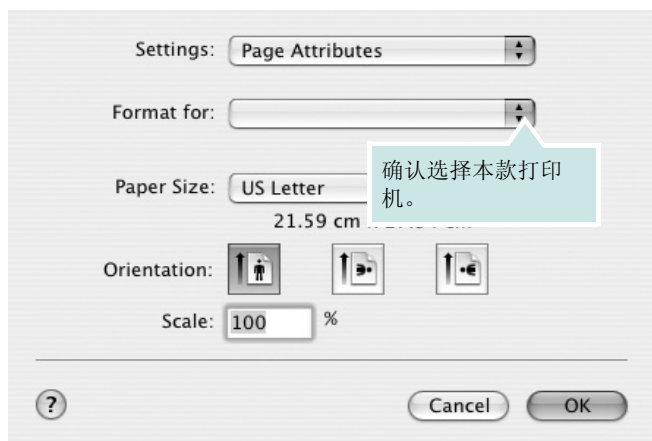 Settings: Page Attributes
Format for:
确认选择本款打印
机。
Paper Size: US Letter
21.59 cm
Orientation:
Scale: 100 %
? Cancel OK